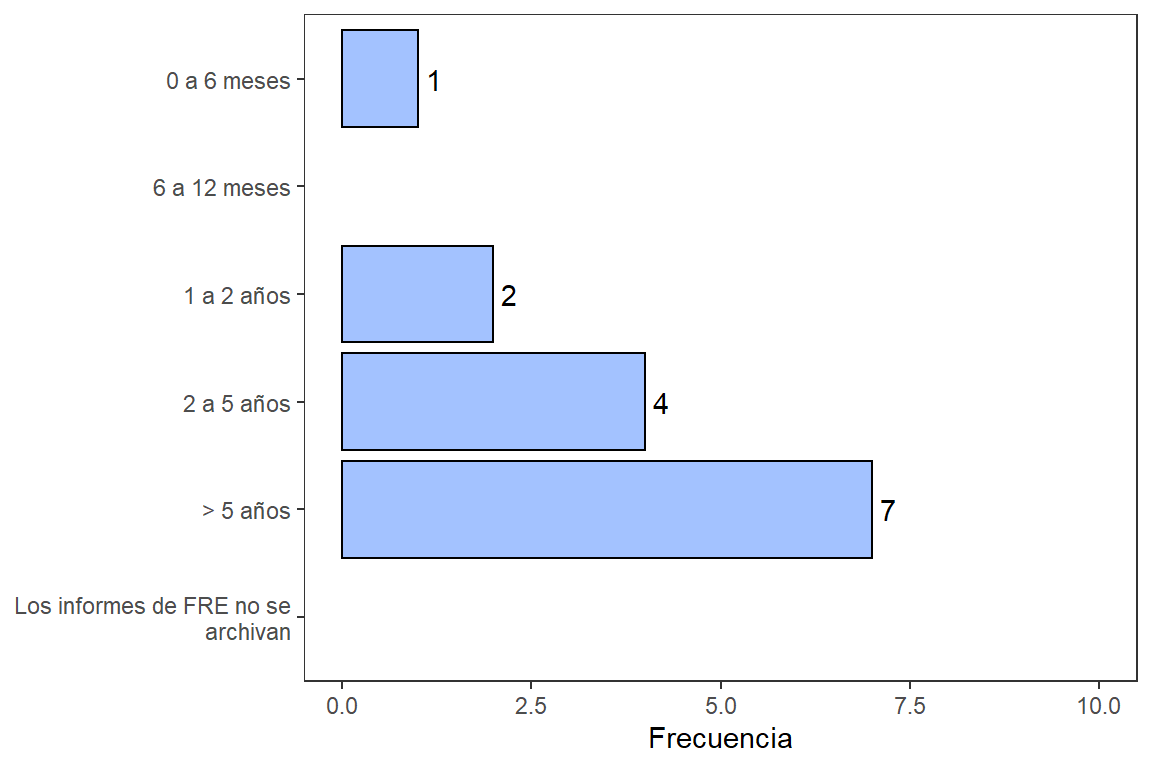 0 a 6 meses
1
6 a 12 meses
1 a 2 años
2
2 a 5 años
4
> 5 años
7
Los informes de FRE no se
archivan
0.0 2.5 5.0 7.5 10.0
Frecuencia